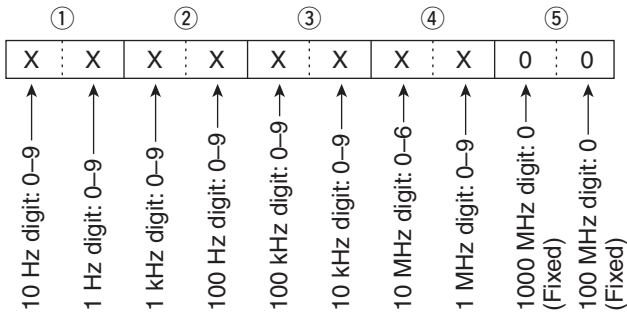 ① ② ③ ④ ⑤
X X X X X X X X 0 0
10 Hz digit: 0–9
1 Hz digit: 0–9
1 kHz digit: 0–9
100 Hz digit: 0–9
100 kHz digit: 0–9
10 kHz digit: 0–9
10 MHz digit: 0–6
1 MHz digit: 0–9
1000 MHz digit: 0
(Fixed)
100 MHz digit: 0
(Fixed)